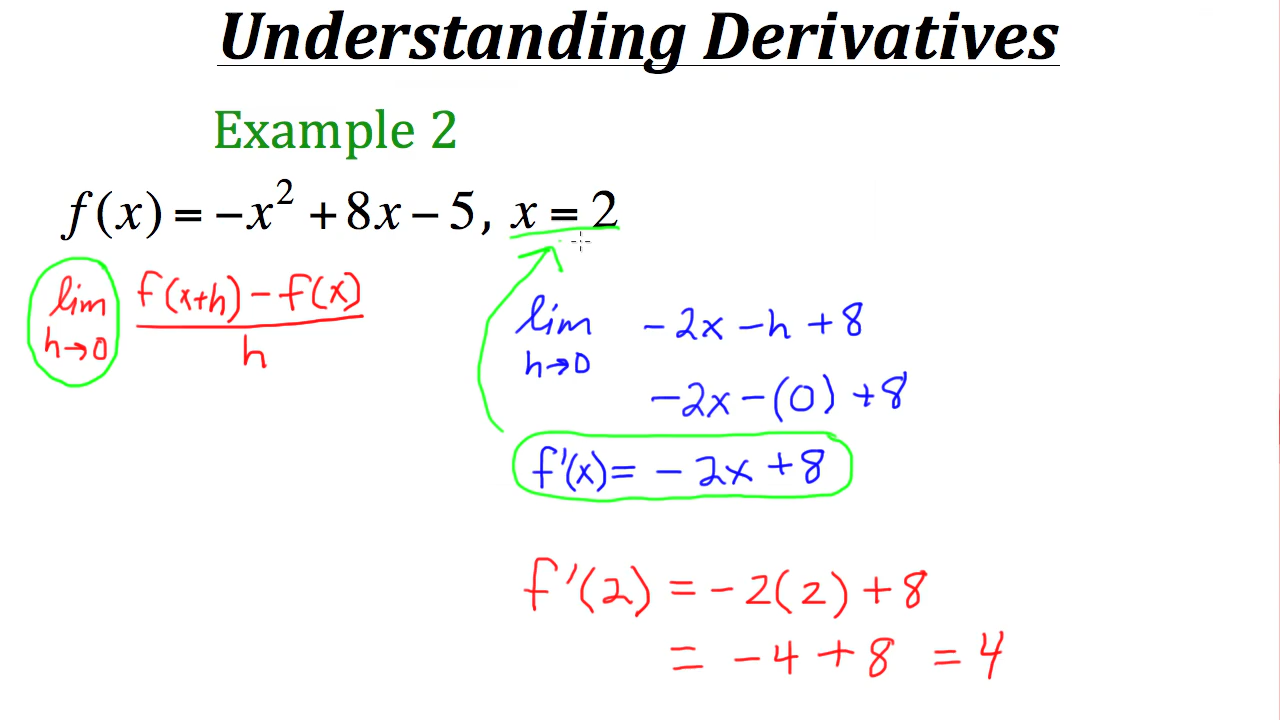 Understanding Derivatives
Example 2
f(x) = −x² + 8x − 5, x = 2
lim h→0 f(x+h) − f(x) / h
lim h→0 −2x − h + 8
−2x − (0) + 8
f'(x) = −2x + 8
f'(2) = −2(2) + 8
= −4 + 8 = 4